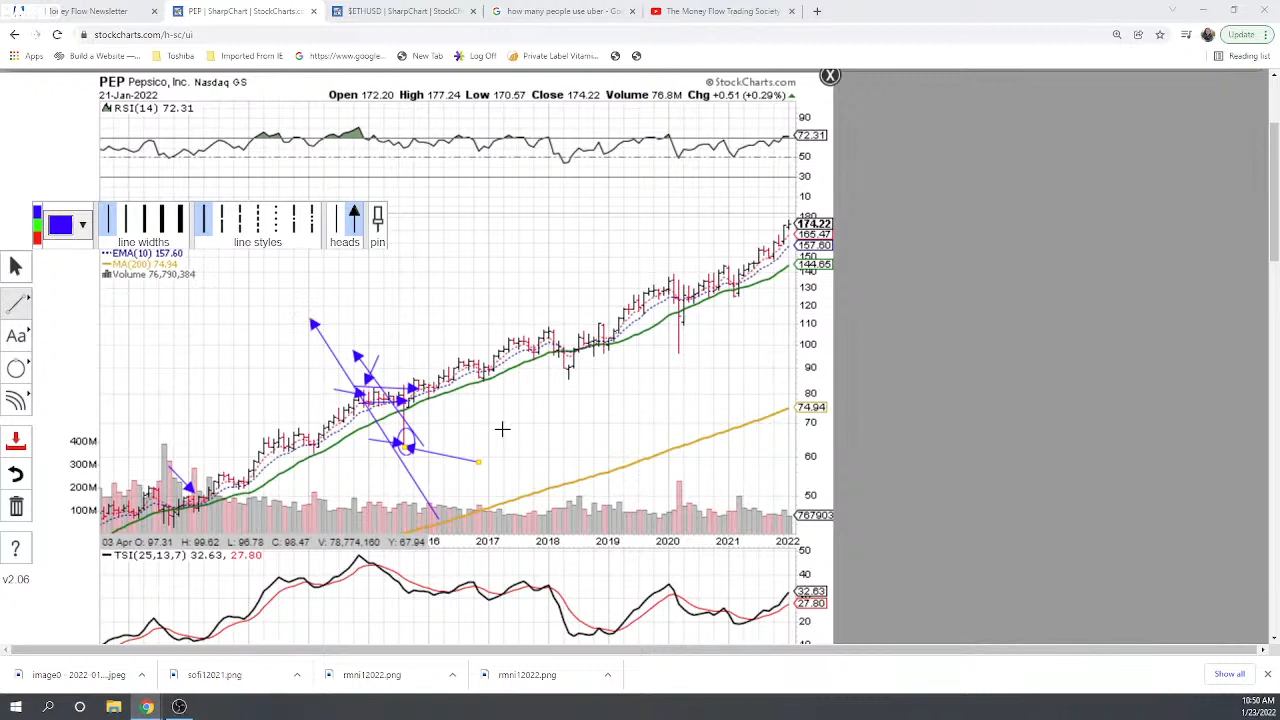 ley Flow Newsletter
PEP | SharpChart | StockCharts.c
$ETHUSD | SharpChart | StockCh
how many people use uber - Goo
The Money Flow Trading Society
stockcharts.com/h-sc/ui
Update
Apps
Build a Website —...
Toshiba
Imported From IE
https://www.google...
New Tab
Log Off
Private Label Vitami...
Reading list
PEP Pepsico, Inc. Nasdaq GS
© StockCharts.com
X
21-Jan-2022
Open 172.20 High 177.24 Low 170.57 Close 174.22 Volume 76.8M Chg +0.51 (+0.29%)
RSI(14) 72.31
90
72.31
50
30
10
180
174.22
165.47
157.60
150
144.65
140
130
120
110
100
90
80
74.94
70
60
50
767903
line widths
line styles
heads
pin
EMA(10) 157.60
MA(200) 74.94
Volume 76,790,384
Aa
?
v2.06
400M
300M
200M
100M
03 Apr O: 97.31 H: 99.62 L: 96.78 C: 98.47 V: 78,774,160 Y: 67.94
16 2017 2018 2019 2020 2021 2022
TSI(25,13,7) 32.63, 27.80
50
40
32.63
27.80
20
10
image0 - 2022-01....jpeg
sofi12021.png
rmni12022.png
rmni12022.png
Show all
10:50 AM
1/23/2022